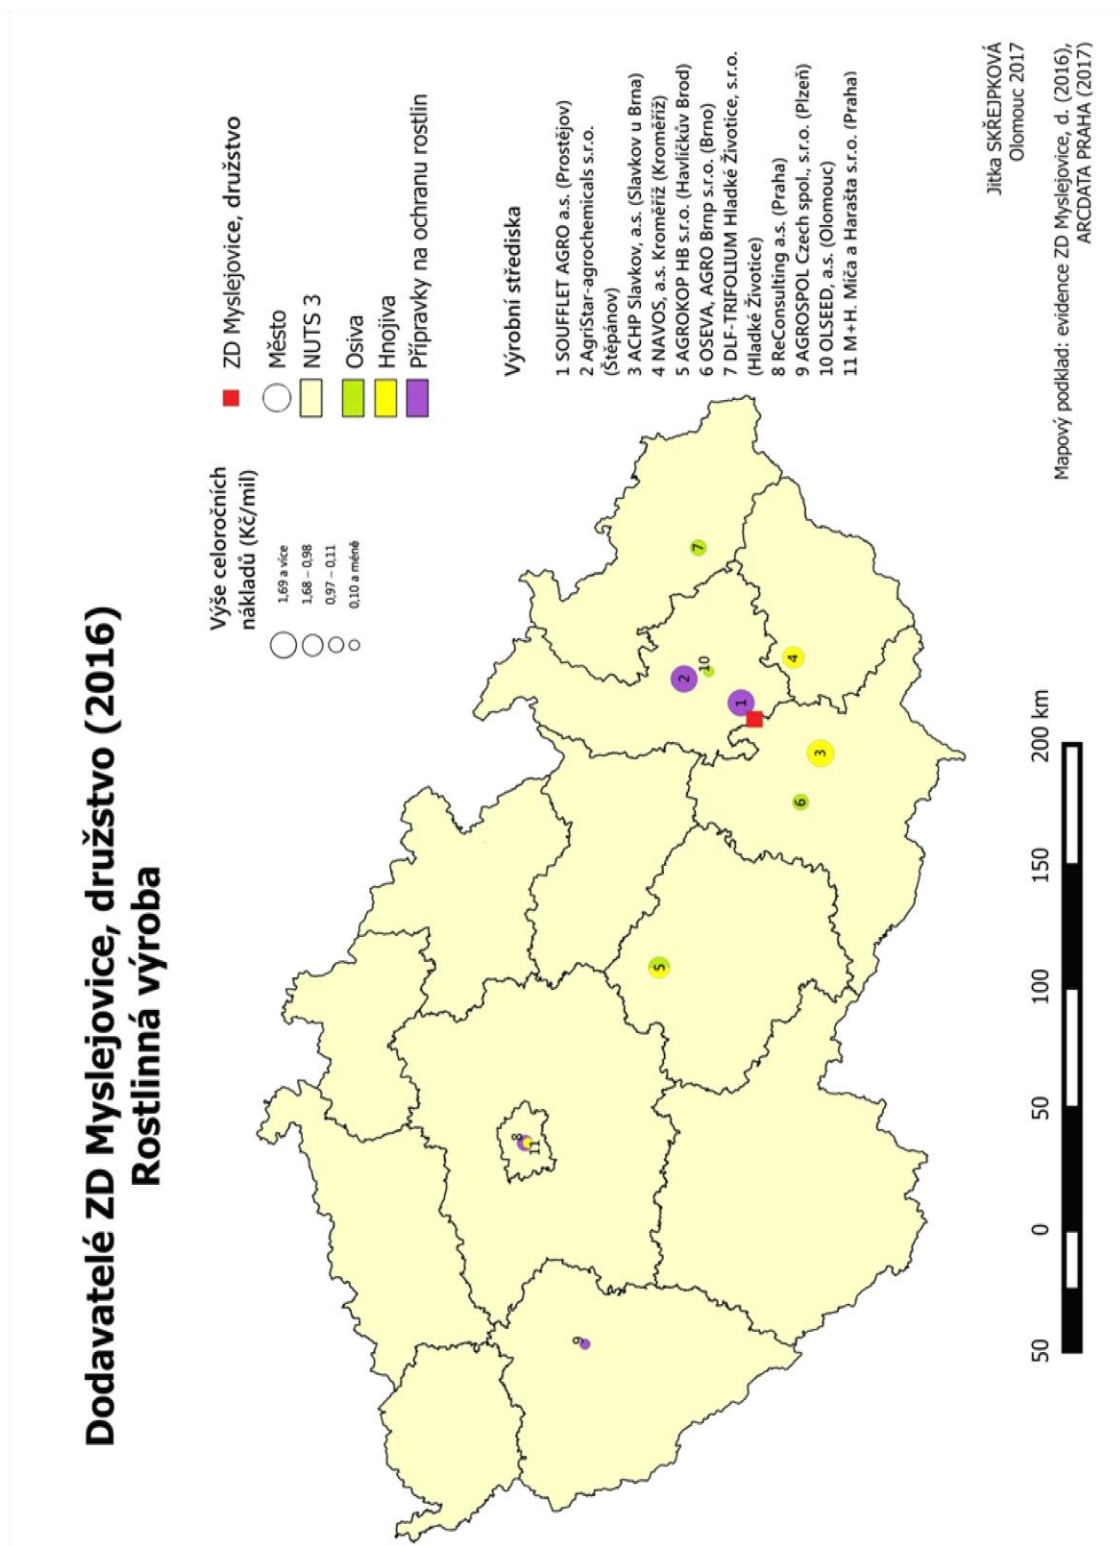 Dodavatelé ZD Myslejovice, družstvo (2016)
Rostlinná výroba
Výše celoročních
nákladů (Kč/mil)
1,69 a více
1,68 – 0,98
0,97 – 0,11
0,10 a méně
ZD Myslejovice, družstvo
Město
NUTS 3
Osiva
Hnojiva
Přípravky na ochranu rostlin
Výrobní střediska
1 SOUFFLET AGRO a.s. (Prostějov)
2 AgriStar-agrochemicals s.r.o.
(Štěpánov)
3 ACHP Slavkov, a.s. (Slavkov u Brna)
4 NAVOS, a.s. Kroměříž (Kroměříž)
5 AGROKOP HB s.r.o. (Havlíčkův Brod)
6 OSEVA, AGRO Brnp s.r.o. (Brno)
7 DLF-TRIFOLIUM Hladké Životice, s.r.o.
(Hladké Životice)
8 ReConsulting a.s. (Praha)
9 AGROSPOL Czech spol., s.r.o. (Plzeň)
10 OLSEED, a.s. (Olomouc)
11 M+H. Míča a Harašta s.r.o. (Praha)
8
11
9
5
7
2
10
1
4
3
6
50 0 50 100 150 200 km
Jitka SKŘEJPKOVÁ
Olomouc 2017
Mapový podklad: evidence ZD Myslejovice, d. (2016),
ARCDATA PRAHA (2017)